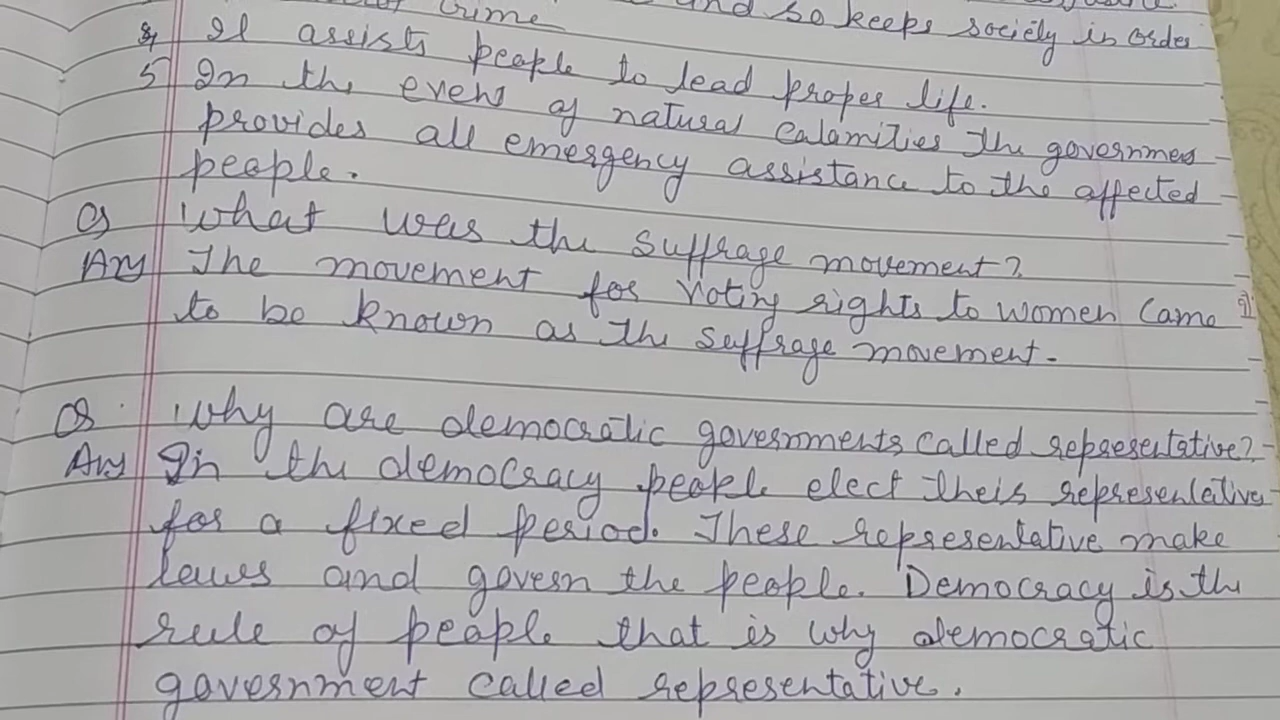 crime and so keeps society in order
4 It assists people to lead proper life.
5 In the event of natural calamities the government
provides all emergency assistance to the affected
people.
Q What was the suffrage movement?
Ans The movement for voting rights to women came
to be known as the suffrage movement.
Q. Why are democratic governments called representative?
Ans In the democracy people elect their representative
for a fixed period. These representative make
laws and govern the people. Democracy is the
rule of people that is why democratic
government called representative.